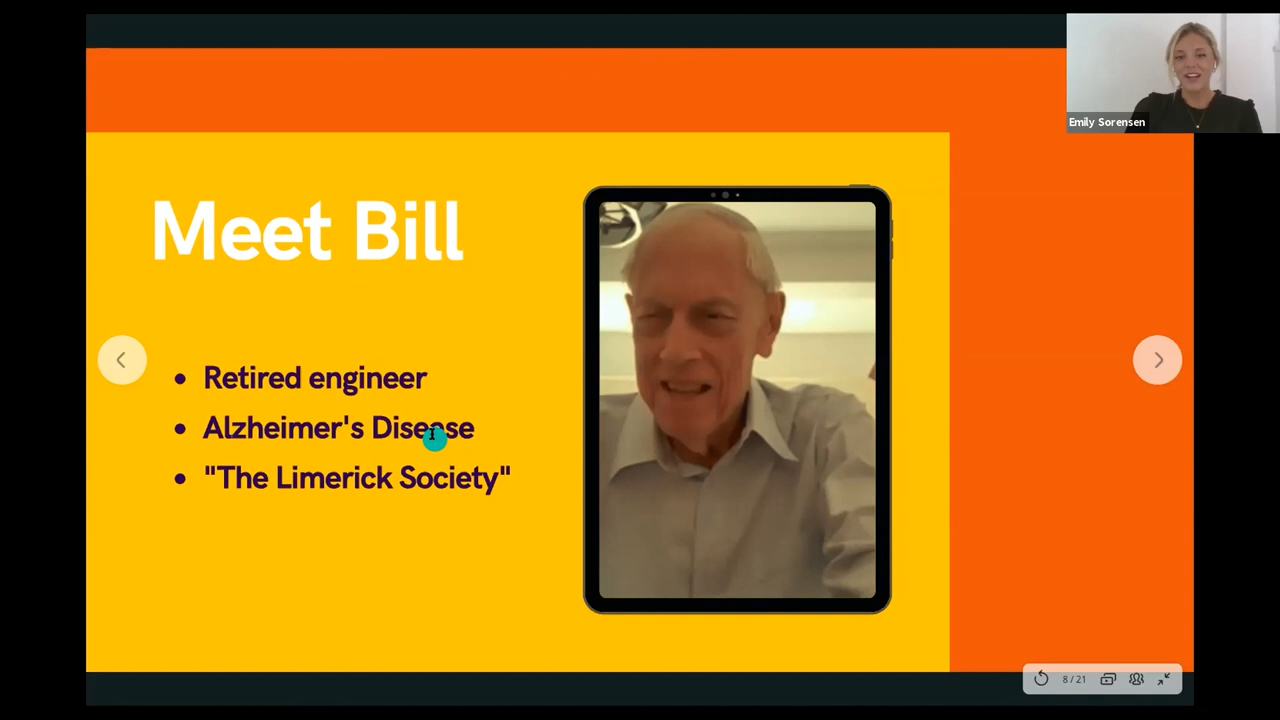 Emily Sorensen
Meet Bill
Retired engineer
Alzheimer's Disease
"The Limerick Society"
8 / 21